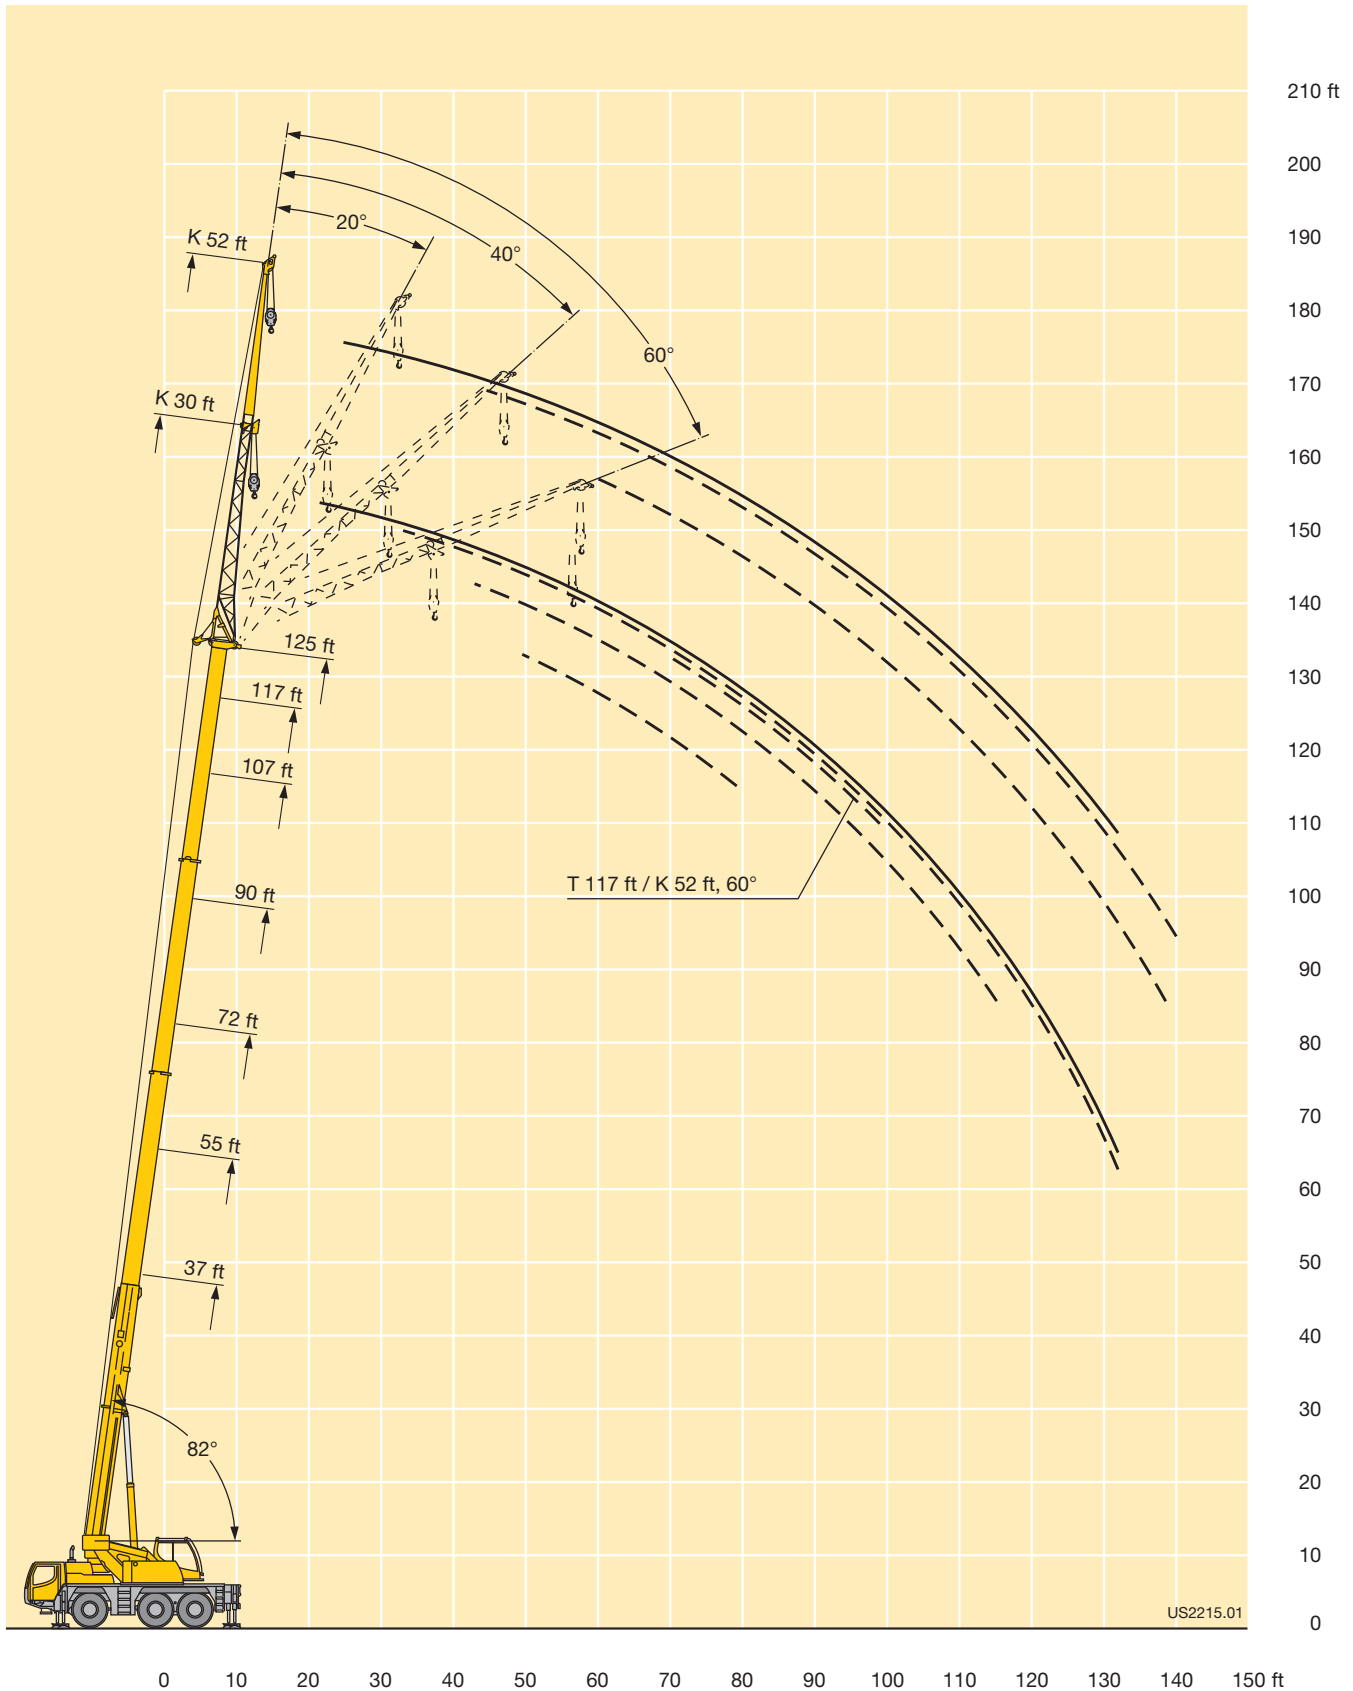 210 ft
200
190
180
170
160
150
140
130
120
110
100
90
80
70
60
50
40
30
20
10
0
20°
40°
60°
K 52 ft
K 30 ft
125 ft
117 ft
107 ft
90 ft
72 ft
55 ft
37 ft
82°
T 117 ft / K 52 ft, 60°
US2215.01
0 10 20 30 40 50 60 70 80 90 100 110 120 130 140 150 ft